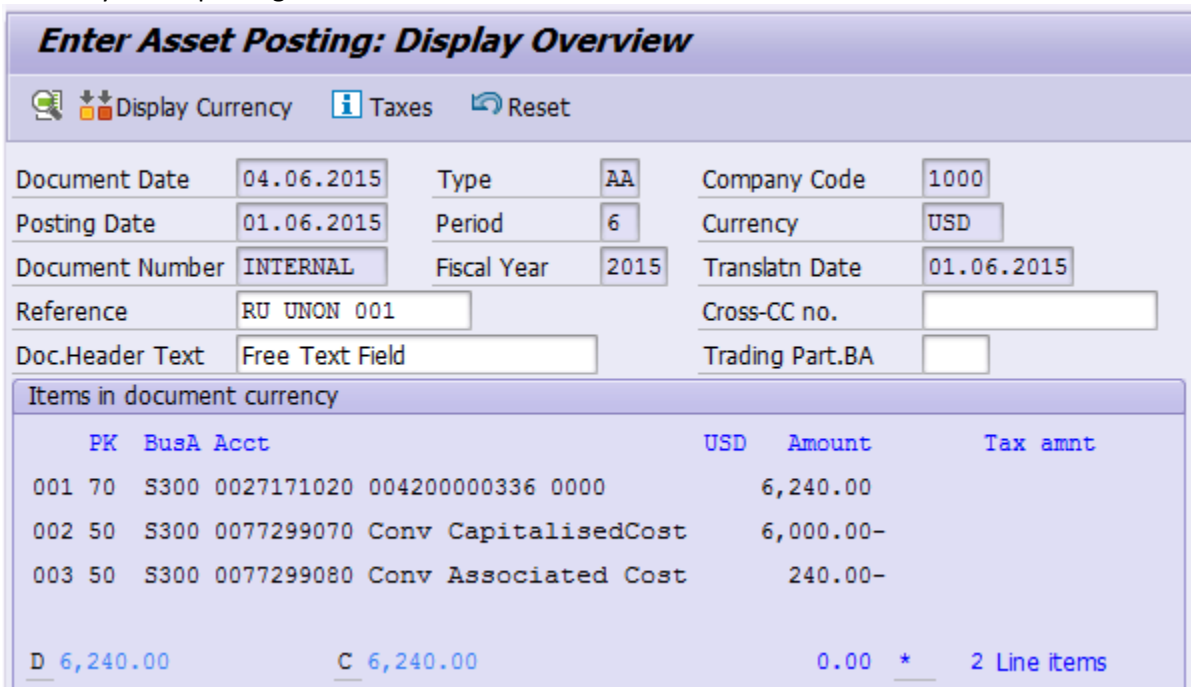 Enter Asset Posting: Display Overview
Display Currency Taxes Reset
Document Date 04.06.2015 Type AA Company Code 1000
Posting Date 01.06.2015 Period 6 Currency USD
Document Number INTERNAL Fiscal Year 2015 Translatn Date 01.06.2015
Reference RU UNON 001 Cross-CC no.
Doc.Header Text Free Text Field Trading Part.BA
Items in document currency
PK BusA Acct USD Amount Tax amnt
001 70 S300 0027171020 004200000336 0000 6,240.00
002 50 S300 0077299070 Conv CapitalisedCost 6,000.00-
003 50 S300 0077299080 Conv Associated Cost 240.00-
D 6,240.00 C 6,240.00 0.00 * 2 Line items